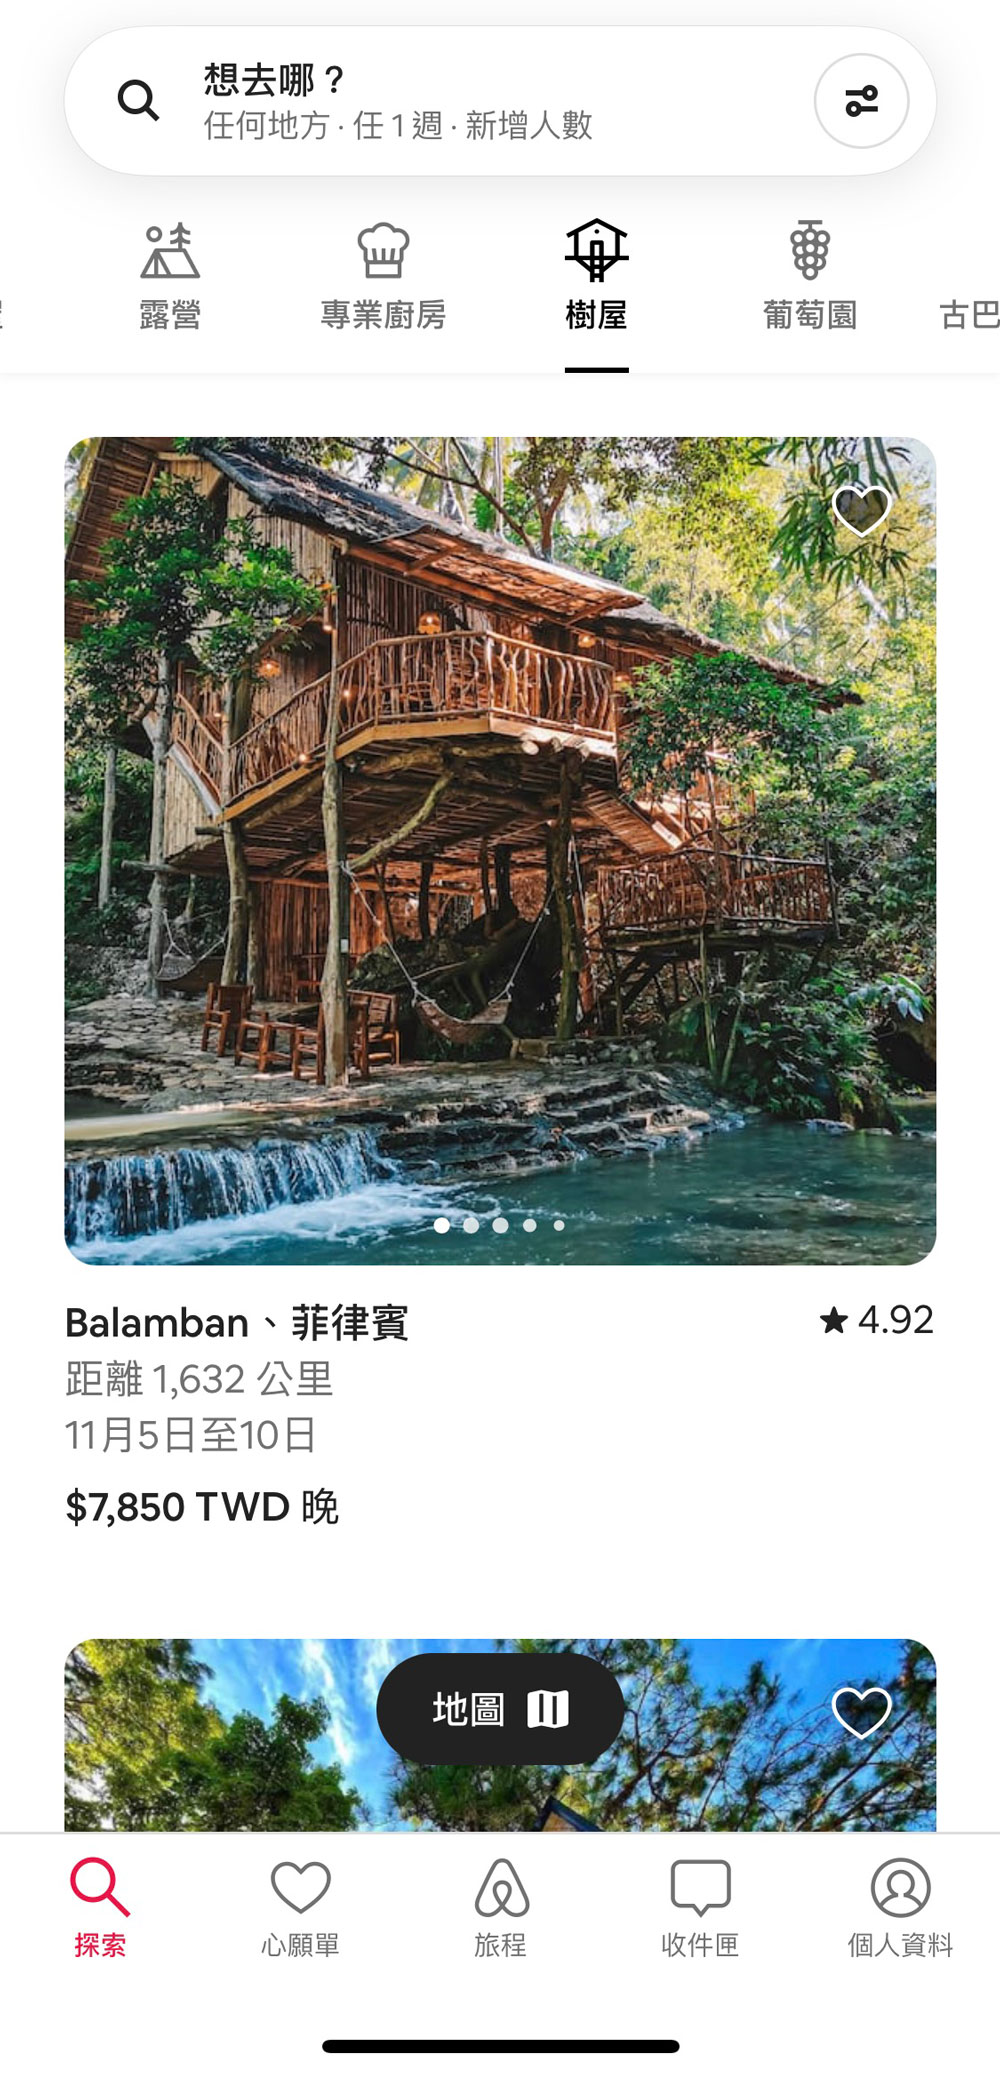 想去哪？
任何地方 · 任 1 週 · 新增人數
露營
專業廚房
樹屋
葡萄園
古巴
Balamban、菲律賓
4.92
距離 1,632 公里
11月5日至10日
$7,850 TWD 晚
地圖
探索
心願單
旅程
收件匣
個人資料